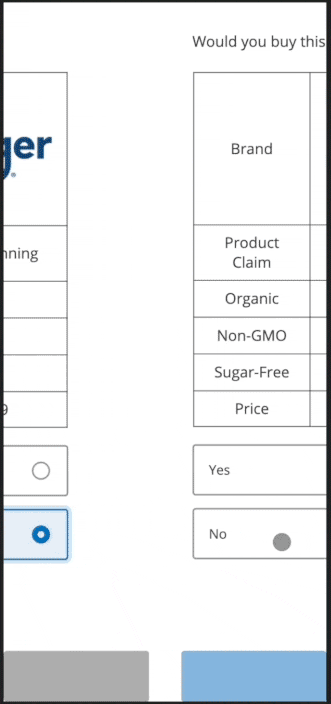 Would you buy this
ger
Brand
nning
Product
Claim
Organic
Non-GMO
Sugar-Free
9
Price
Yes
No